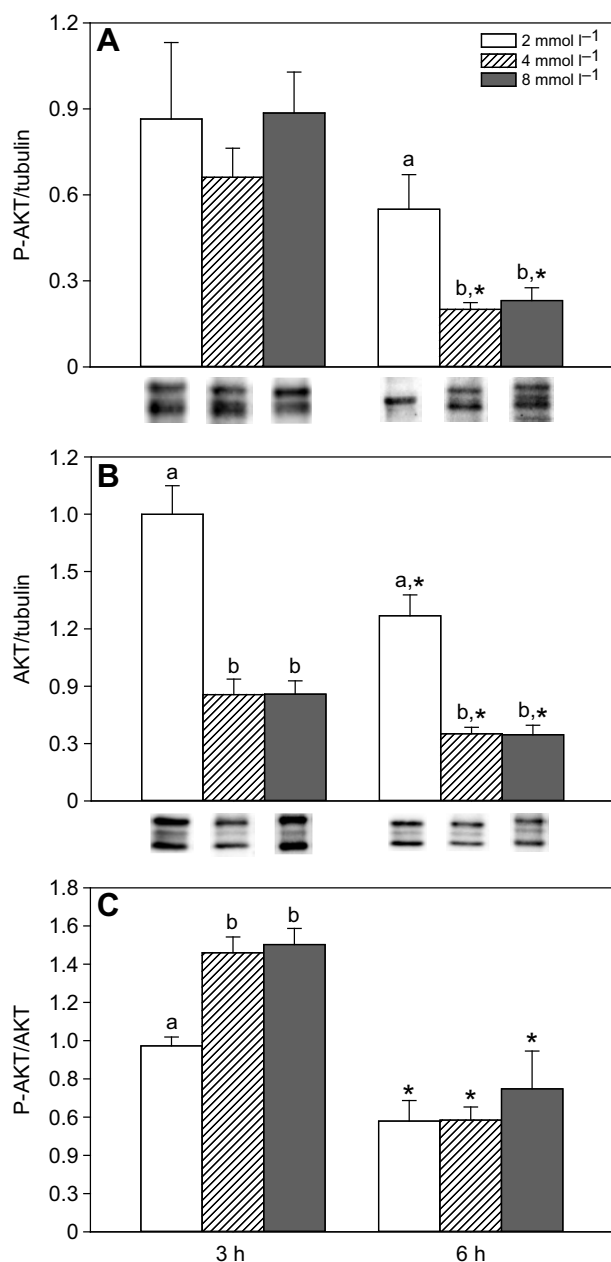 A
2 mmol l–1
4 mmol l–1
8 mmol l–1
P-AKT/tubulin
1.2
0.9
0.6
0.3
0
a
b,*
b,*
B
AKT/tubulin
1.2
1.0
1.5
1.2
0.9
0.3
0
a
b
b
a,*
b,*
b,*
C
P-AKT/AKT
1.8
1.6
1.4
1.2
1.0
0.8
0.6
0.9
0.3
0
a
b
b
*
*
*
3 h
6 h